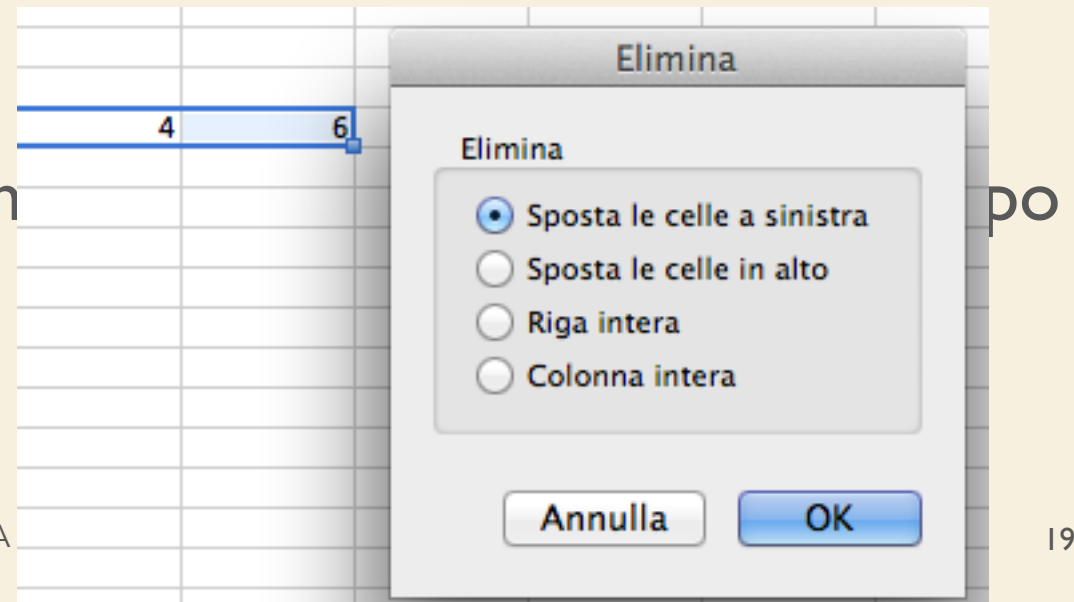 Elimina
4 6
Elimina
Sposta le celle a sinistra
po
Sposta le celle in alto
Riga intera
Colonna intera
Annulla OK
A
19